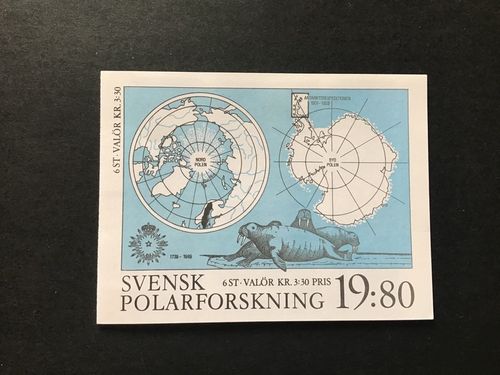 6 ST · VALÖR KR. 3:30
NORD
POLEN
SYD
POLEN
1739 - 1989
SVENSK
6 ST · VALÖR KR. 3:30 PRIS
POLARFORSKNING
19:80